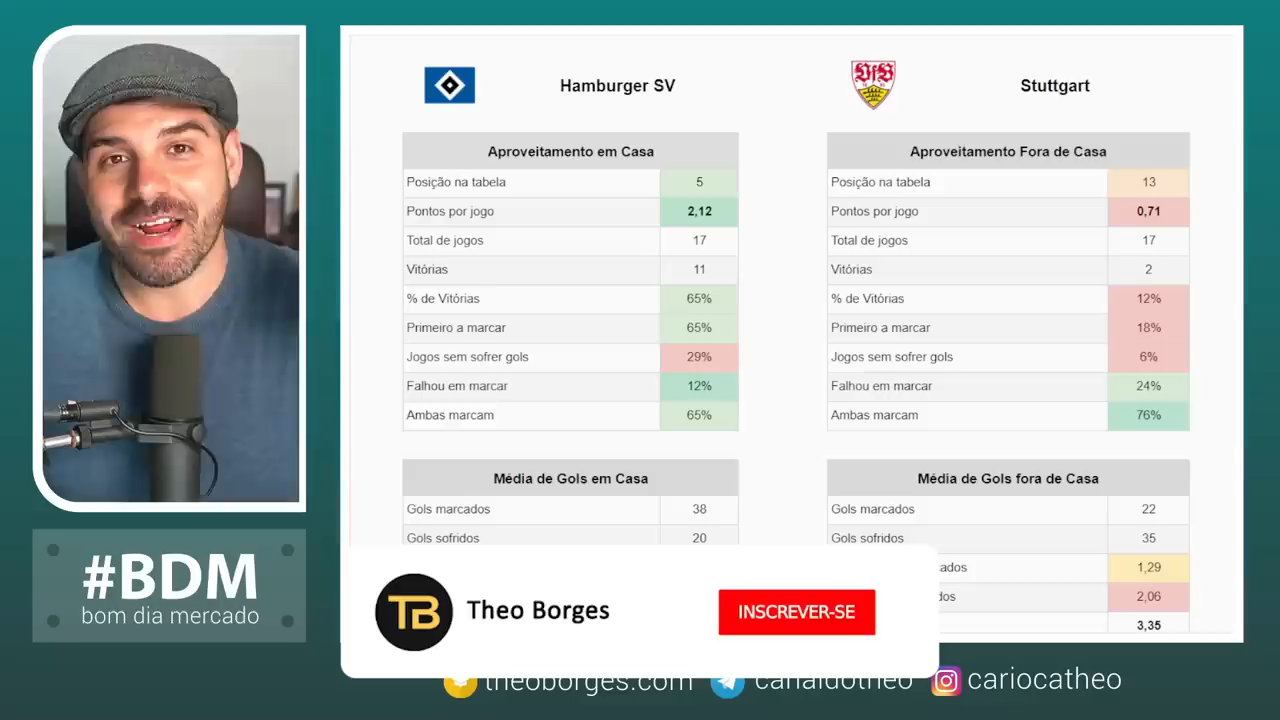 Hamburger SV
Stuttgart
Aproveitamento em Casa
Posição na tabela 5
Pontos por jogo 2,12
Total de jogos 17
Vitórias 11
% de Vitórias 65%
Primeiro a marcar 65%
Jogos sem sofrer gols 29%
Falhou em marcar 12%
Ambas marcam 65%
Aproveitamento Fora de Casa
Posição na tabela 13
Pontos por jogo 0,71
Total de jogos 17
Vitórias 2
% de Vitórias 12%
Primeiro a marcar 18%
Jogos sem sofrer gols 6%
Falhou em marcar 24%
Ambas marcam 76%
Média de Gols em Casa
Gols marcados 38
Gols sofridos 20
Média de Gols fora de Casa
Gols marcados 22
Gols sofridos 35
1,29
2,06
3,35
#BDM
bom dia mercado
TB
Theo Borges
INSCREVER-SE
theoborges.com
canaldotheo
cariocatheo